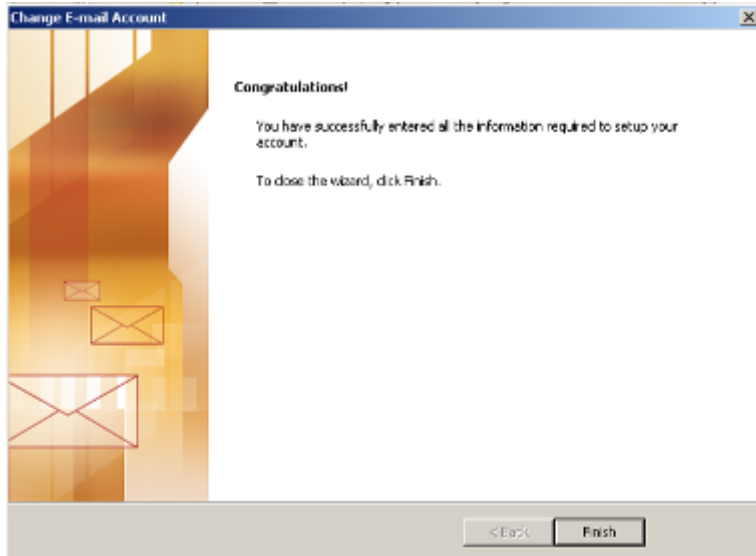 Change E-mail Account
Congratulations!
You have successfully entered all the information required to setup your
account.
To close the wizard, click Finish.
< Back
Finish